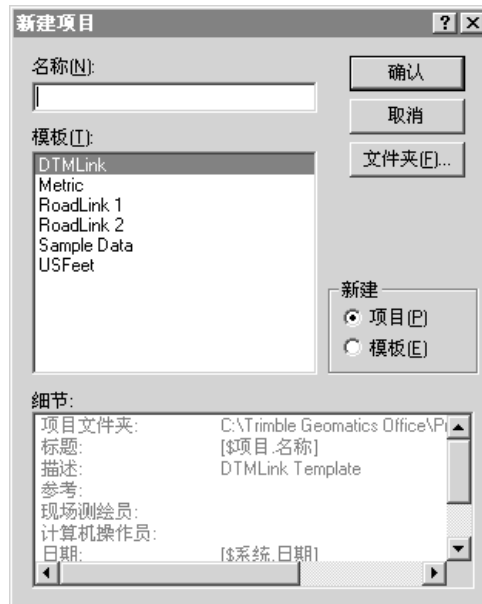 新建项目
名称(N):
确认
取消
模板(T):
文件夹(F)...
DTMLink
Metric
RoadLink 1
RoadLink 2
Sample Data
USFeet
新建
项目(P)
模板(E)
细节:
项目文件夹: C:\Trimble Geomatics Office\P
标题: [$项目.名称]
描述: DTMLink Template
参考:
现场测绘员:
计算机操作员:
日期: [$系统.日期]